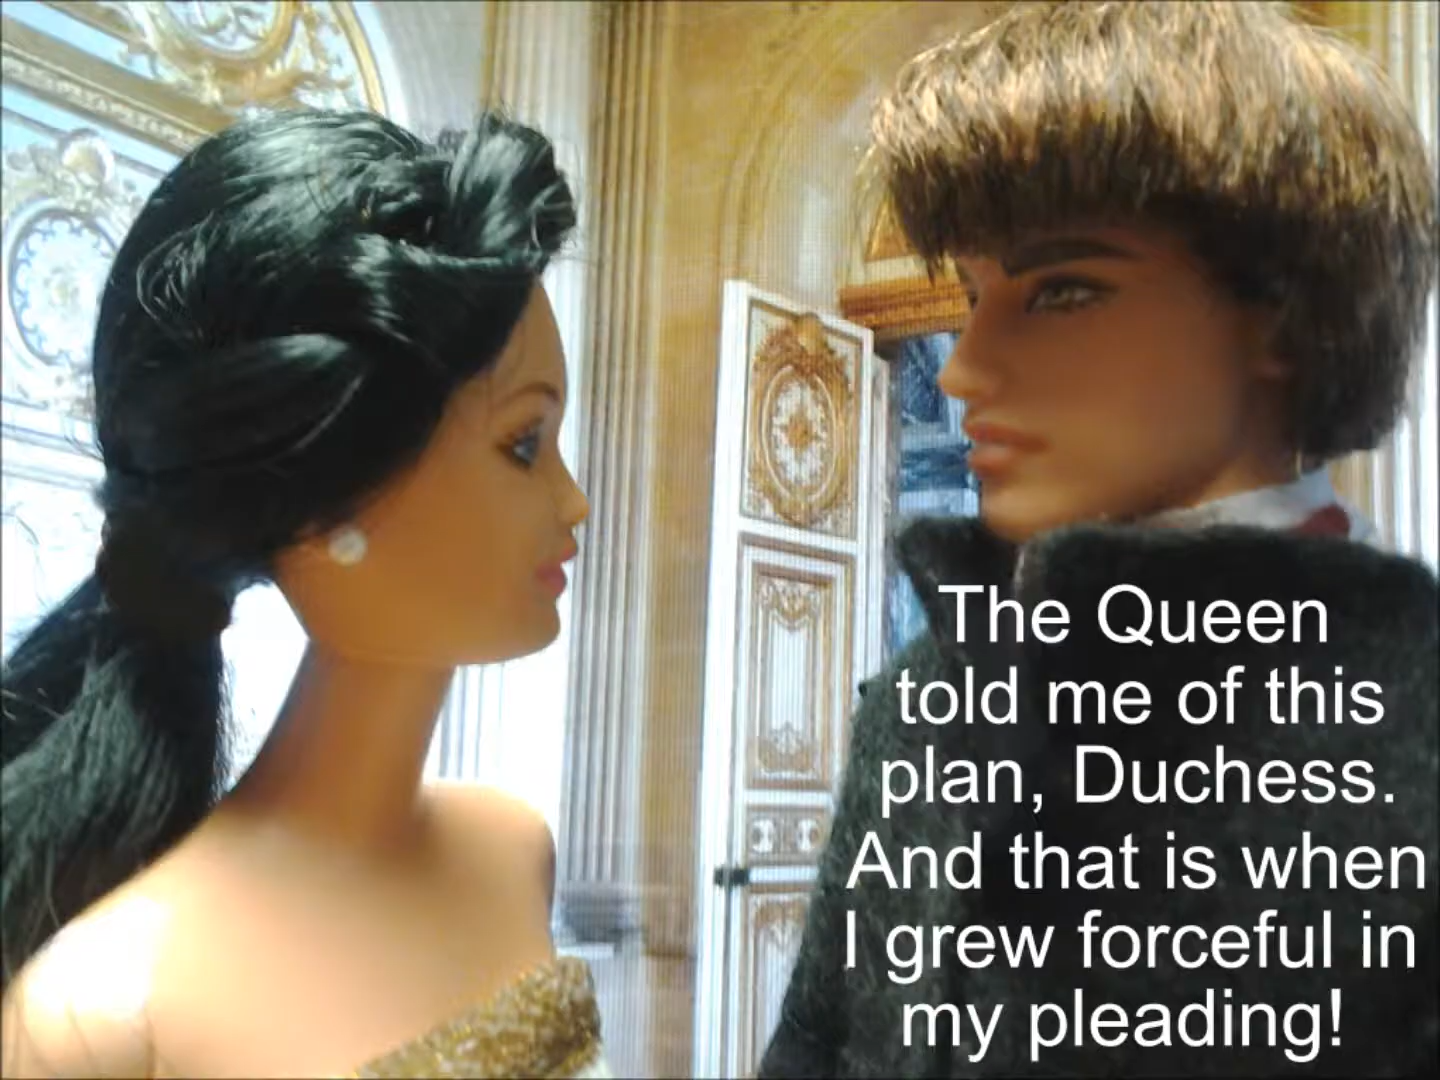 The Queen
told me of this
plan, Duchess.
And that is when
I grew forceful in
my pleading!